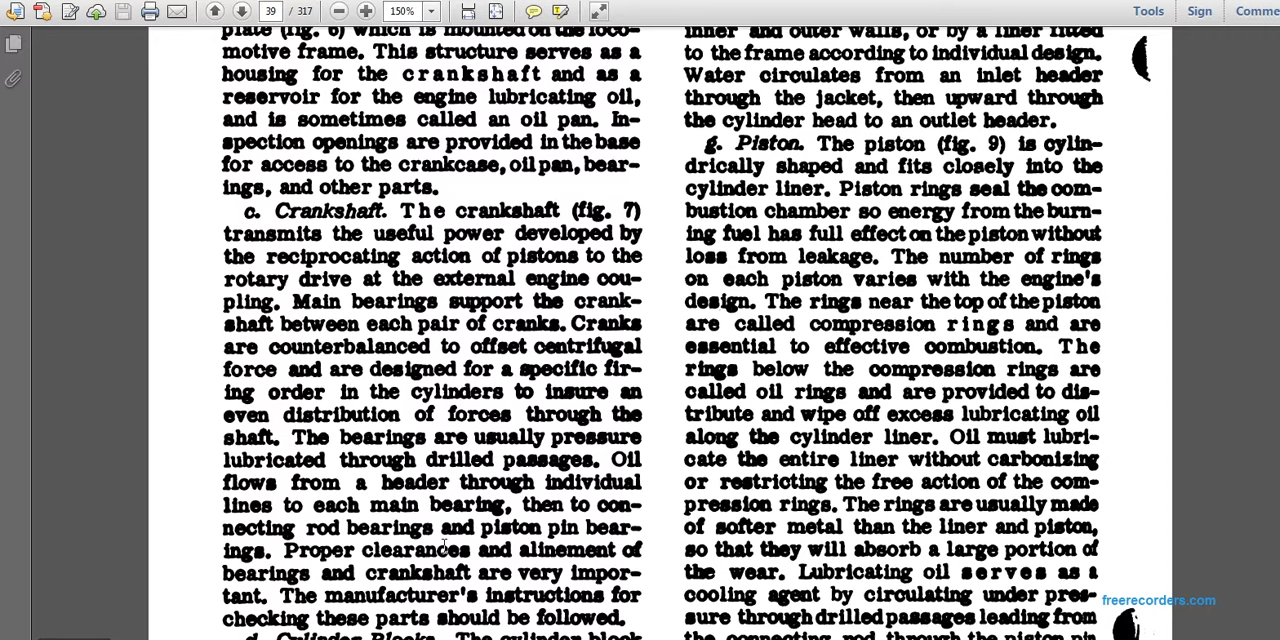 39 / 317
150%
Tools
Sign
Comme
plate (fig. 6) which is mounted on the loco-
motive frame. This structure serves as a
housing for the crankshaft and as a
reservoir for the engine lubricating oil,
and is sometimes called an oil pan. In-
spection openings are provided in the base
for access to the crankcase, oil pan, bear-
ings, and other parts.
c. Crankshaft. The crankshaft (fig. 7)
transmits the useful power developed by
the reciprocating action of pistons to the
rotary drive at the external engine cou-
pling. Main bearings support the crank-
shaft between each pair of cranks. Cranks
are counterbalanced to offset centrifugal
force and are designed for a specific fir-
ing order in the cylinders to insure an
even distribution of forces through the
shaft. The bearings are usually pressure
lubricated through drilled passages. Oil
flows from a header through individual
lines to each main bearing, then to con-
necting rod bearings and piston pin bear-
ings. Proper clearances and alinement of
bearings and crankshaft are very impor-
tant. The manufacturer's instructions for
checking these parts should be followed.
d. Cylinder Blocks. The cylinder block
inner and outer walls, or by a liner fitted
to the frame according to individual design.
Water circulates from an inlet header
through the jacket, then upward through
the cylinder head to an outlet header.
g. Piston. The piston (fig. 9) is cylin-
drically shaped and fits closely into the
cylinder liner. Piston rings seal the com-
bustion chamber so energy from the burn-
ing fuel has full effect on the piston without
loss from leakage. The number of rings
on each piston varies with the engine's
design. The rings near the top of the piston
are called compression rings and are
essential to effective combustion. The
rings below the compression rings are
called oil rings and are provided to dis-
tribute and wipe off excess lubricating oil
along the cylinder liner. Oil must lubri-
cate the entire liner without carbonizing
or restricting the free action of the com-
pression rings. The rings are usually made
of softer metal than the liner and piston,
so that they will absorb a large portion of
the wear. Lubricating oil serves as a
cooling agent by circulating under pres-
sure through drilled passages leading from
the connecting rod through the piston pin
freerecorders.com